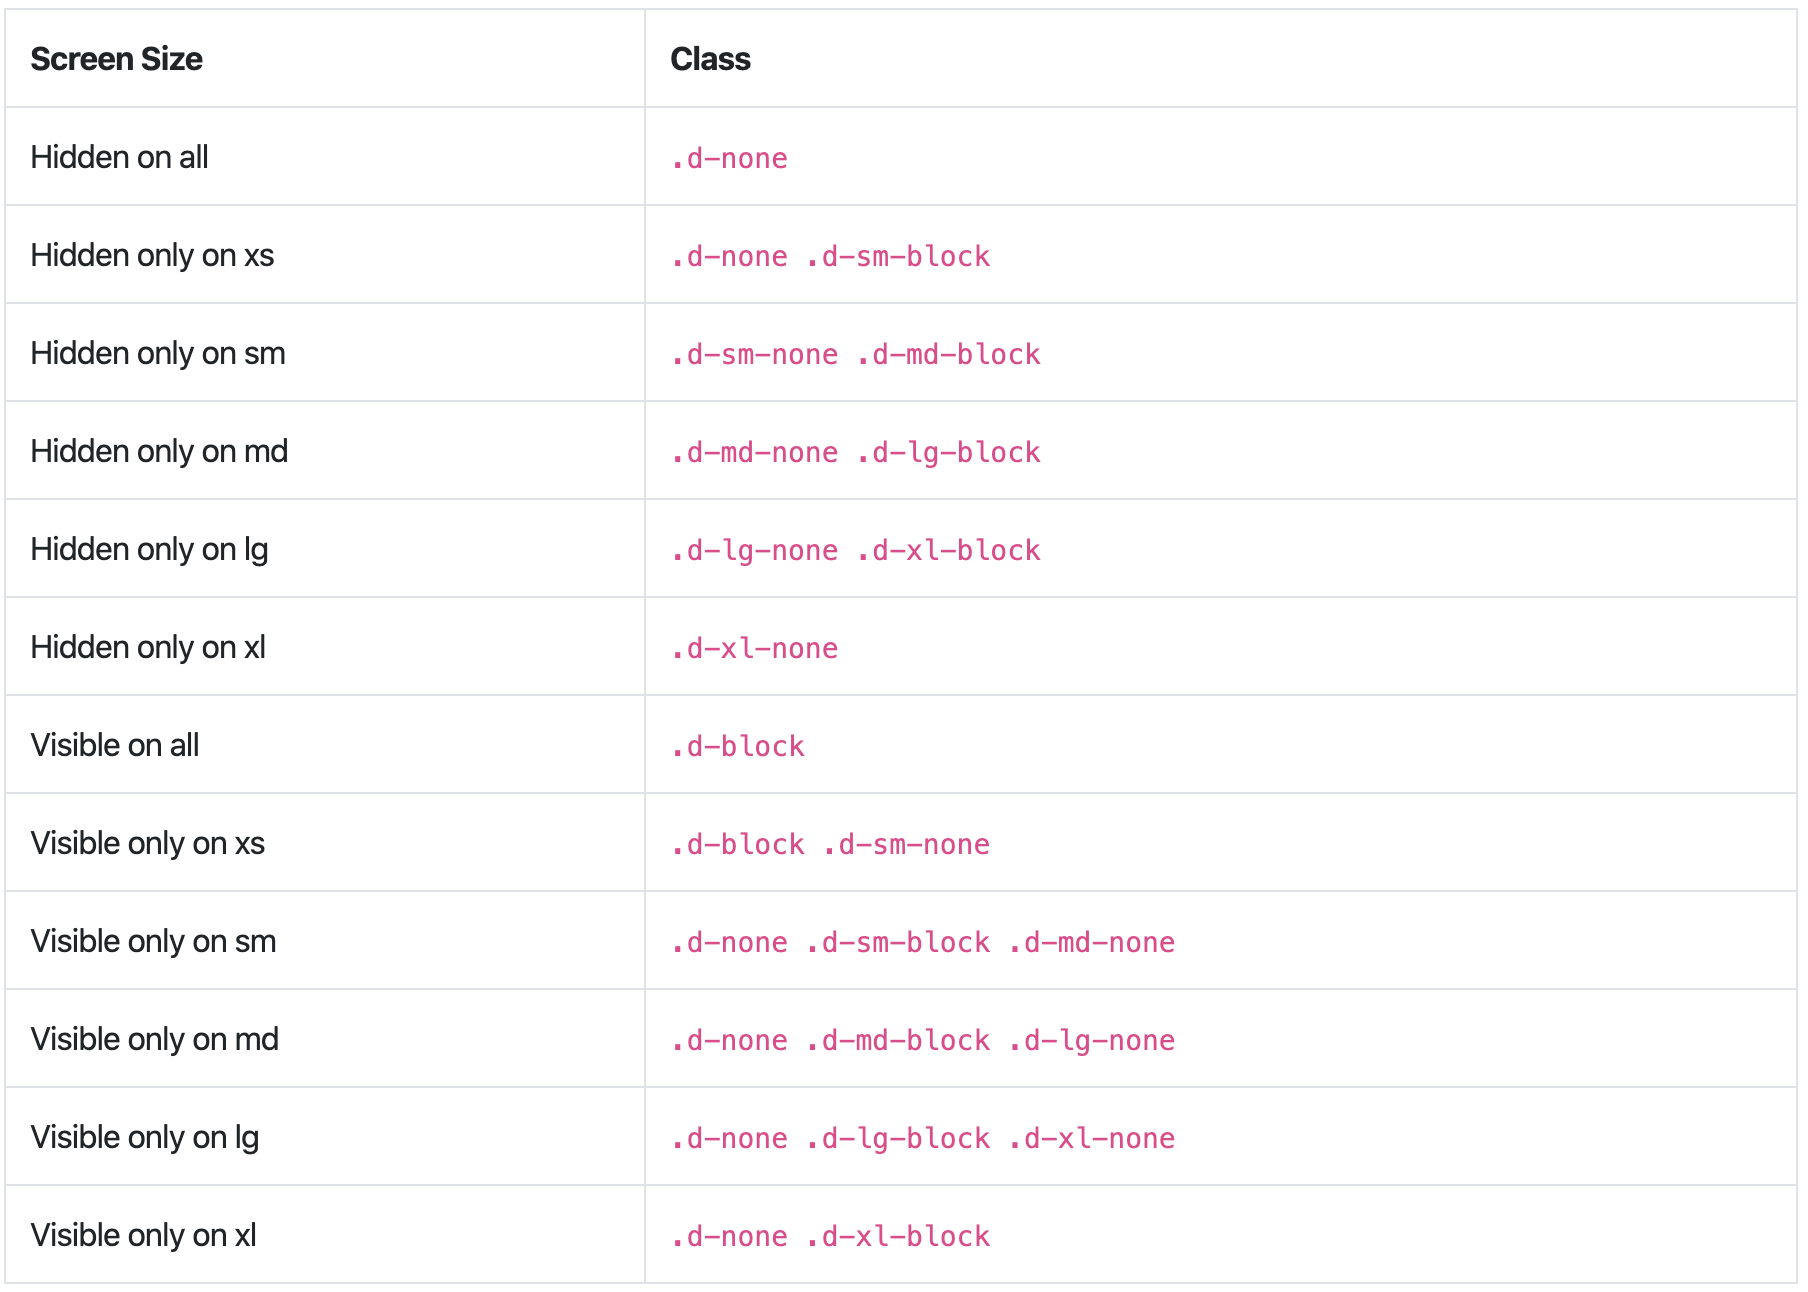 Screen Size Class
Hidden on all .d-none
Hidden only on xs .d-none .d-sm-block
Hidden only on sm .d-sm-none .d-md-block
Hidden only on md .d-md-none .d-lg-block
Hidden only on lg .d-lg-none .d-xl-block
Hidden only on xl .d-xl-none
Visible on all .d-block
Visible only on xs .d-block .d-sm-none
Visible only on sm .d-none .d-sm-block .d-md-none
Visible only on md .d-none .d-md-block .d-lg-none
Visible only on lg .d-none .d-lg-block .d-xl-none
Visible only on xl .d-none .d-xl-block